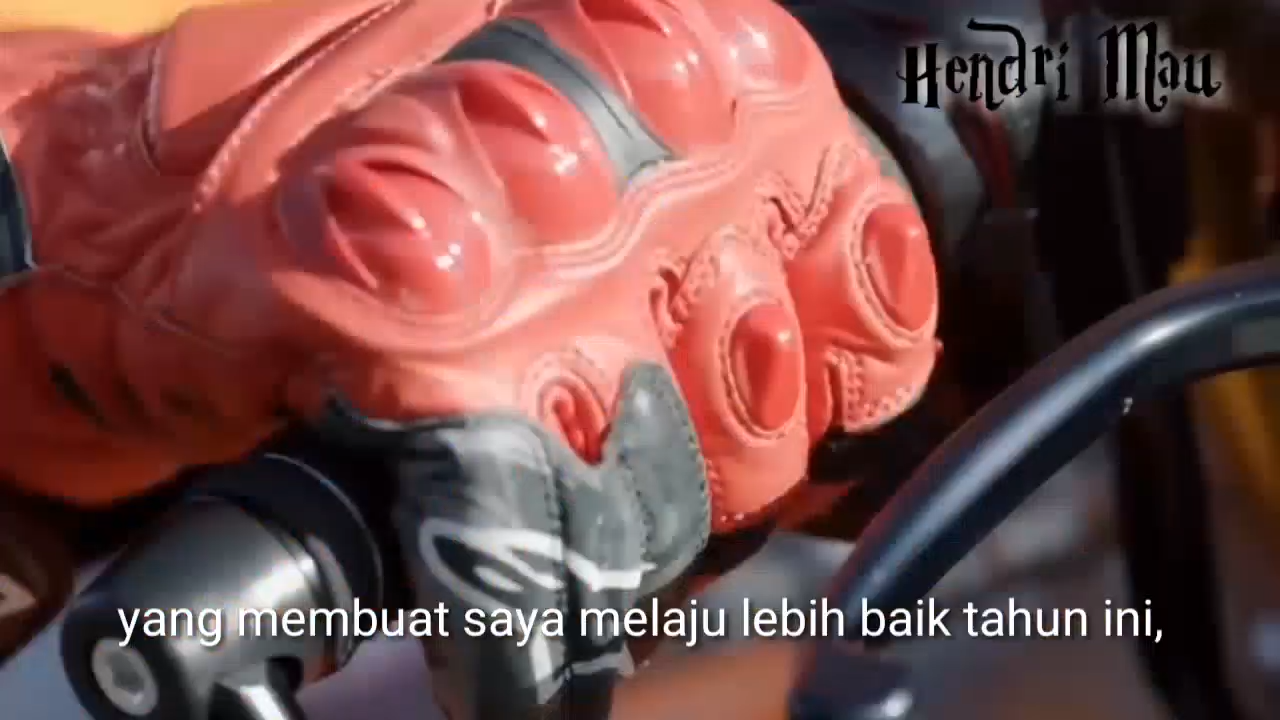 Hendri Mau
yang membuat saya melaju lebih baik tahun ini,